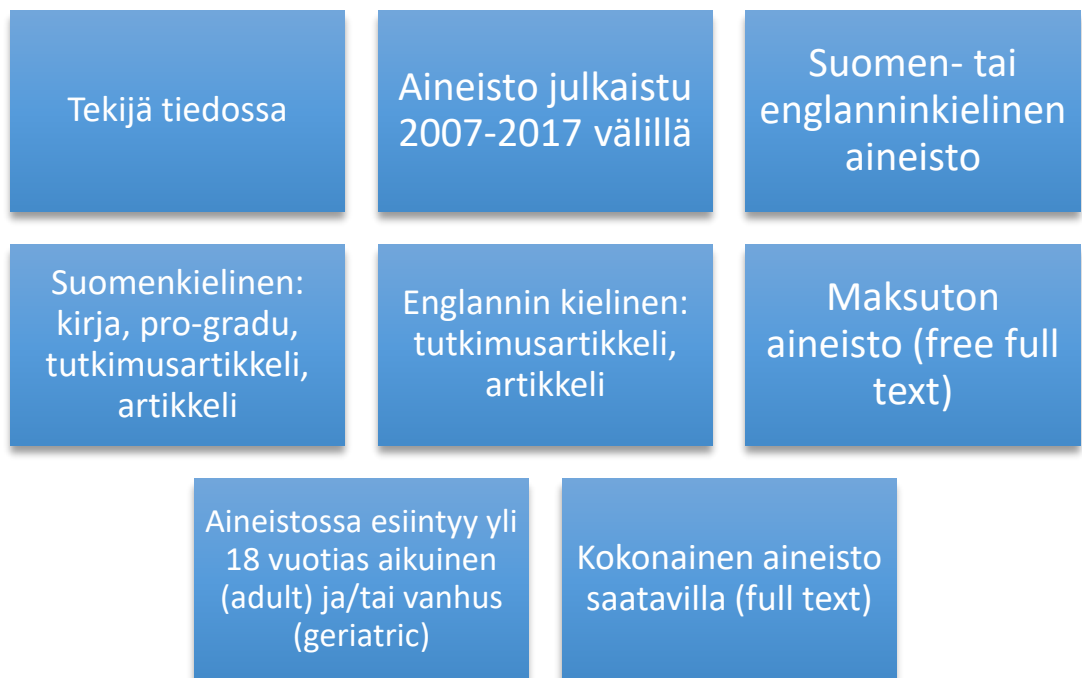 Tekijä tiedossa
Aineisto julkaistu
2007-2017 välillä
Suomen- tai
englanninkielinen
aineisto
Suomenkielinen:
kirja, pro-gradu,
tutkimusartikkeli,
artikkeli
Englannin kielinen:
tutkimusartikkeli,
artikkeli
Maksuton
aineisto (free full
text)
Aineistossa esiintyy yli
18 vuotias aikuinen
(adult) ja/tai vanhus
(geriatric)
Kokonainen aineisto
saatavilla (full text)